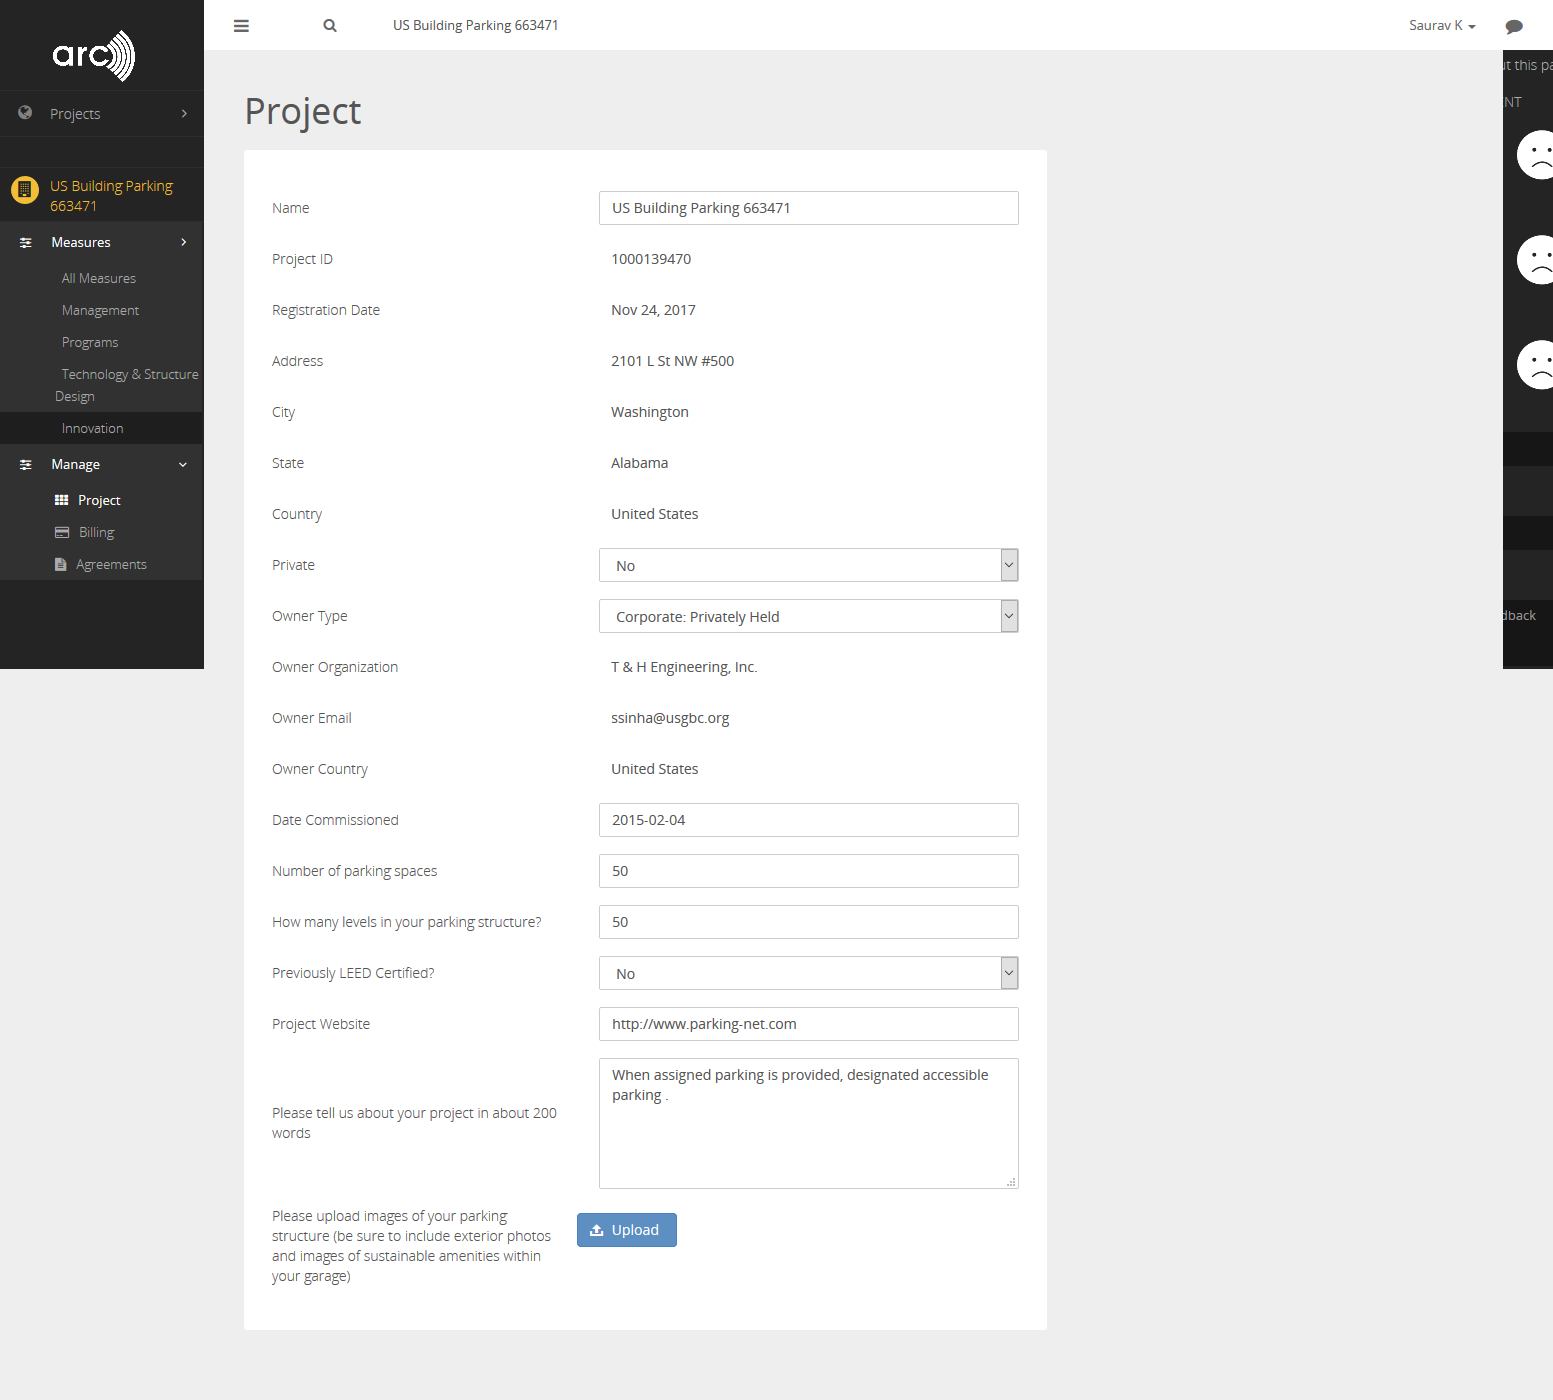 arc
US Building Parking 663471
Saurav K
Projects
US Building Parking
663471
Measures
All Measures
Management
Programs
Technology & Structure
Design
Innovation
Manage
Project
Billing
Agreements
Project
Name
US Building Parking 663471
Project ID
1000139470
Registration Date
Nov 24, 2017
Address
2101 L St NW #500
City
Washington
State
Alabama
Country
United States
Private
No
Owner Type
Corporate: Privately Held
Owner Organization
T & H Engineering, Inc.
Owner Email
ssinha@usgbc.org
Owner Country
United States
Date Commissioned
2015-02-04
Number of parking spaces
50
How many levels in your parking structure?
50
Previously LEED Certified?
No
Project Website
http://www.parking-net.com
Please tell us about your project in about 200
words
When assigned parking is provided, designated accessible
parking .
Please upload images of your parking
structure (be sure to include exterior photos
and images of sustainable amenities within
your garage)
Upload
this